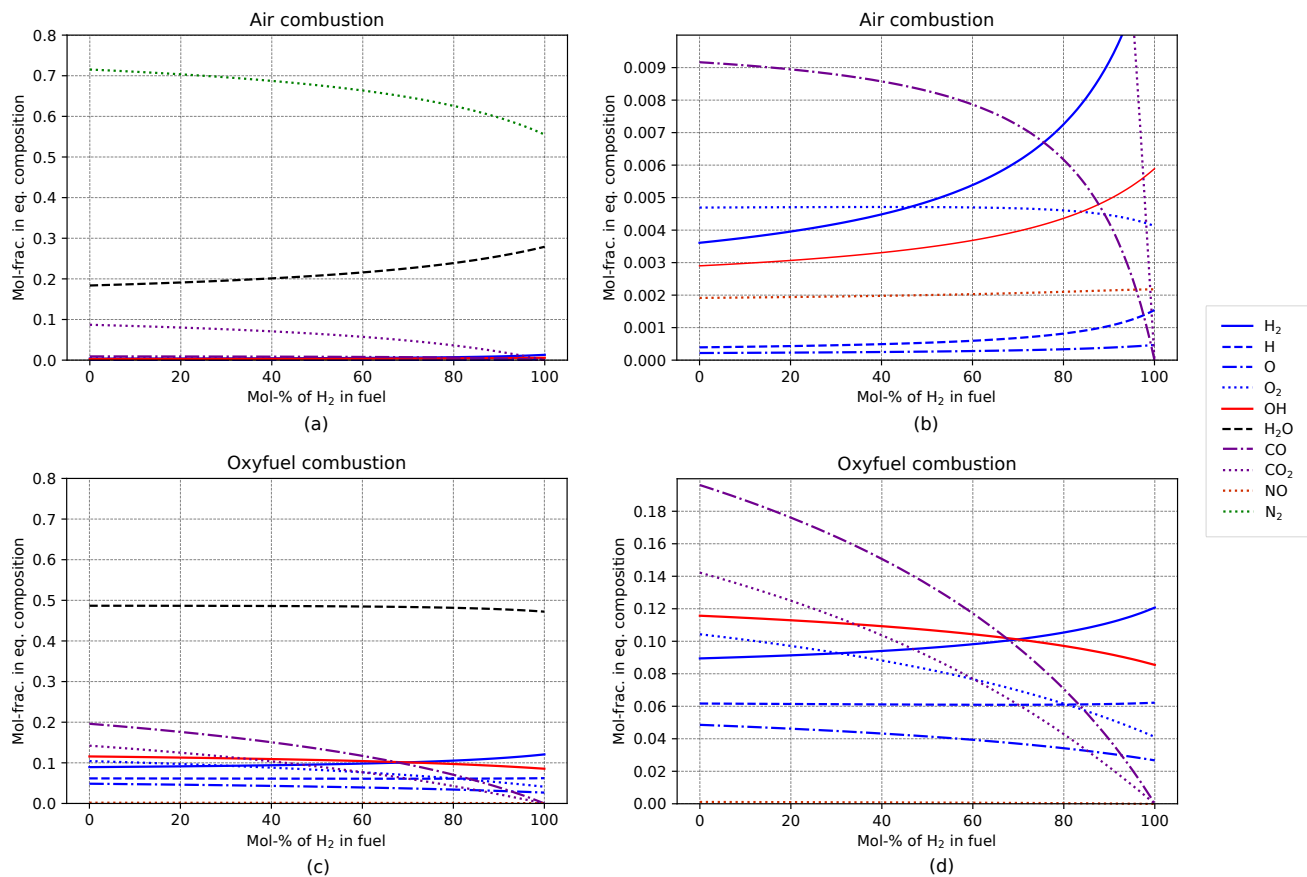 Air combustion
Mol-frac. in eq. composition
0.8
0.7
0.6
0.5
0.4
0.3
0.2
0.1
0.0
0 20 40 60 80 100
Mol-% of H₂ in fuel
(a)
Air combustion
Mol-frac. in eq. composition
0.009
0.008
0.007
0.006
0.005
0.004
0.003
0.002
0.001
0.000
0 20 40 60 80 100
Mol-% of H₂ in fuel
(b)
H₂
H
O
O₂
OH
H₂O
CO
CO₂
NO
N₂
Oxyfuel combustion
Mol-frac. in eq. composition
0.8
0.7
0.6
0.5
0.4
0.3
0.2
0.1
0.0
0 20 40 60 80 100
Mol-% of H₂ in fuel
(c)
Oxyfuel combustion
Mol-frac. in eq. composition
0.18
0.16
0.14
0.12
0.10
0.08
0.06
0.04
0.02
0.00
0 20 40 60 80 100
Mol-% of H₂ in fuel
(d)